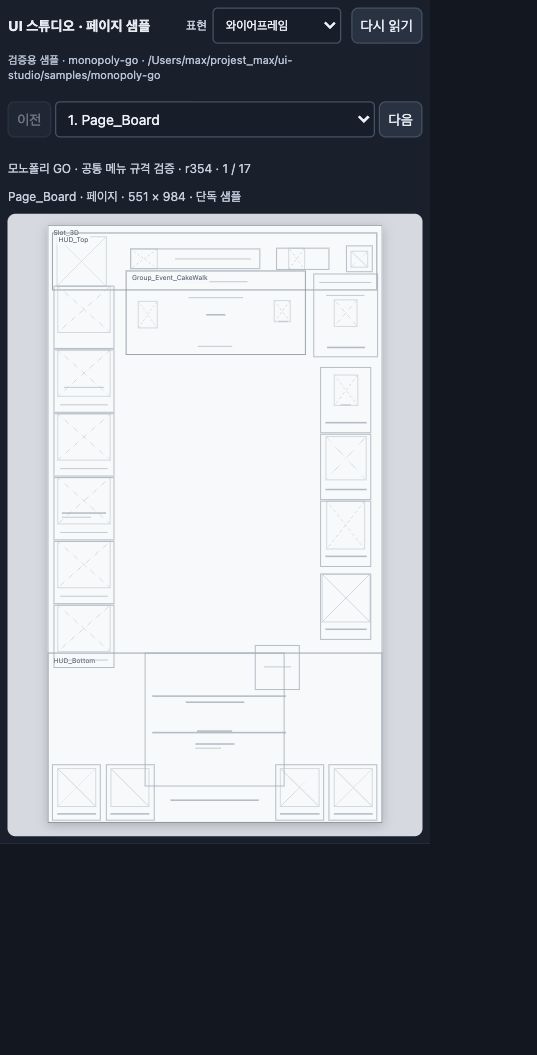 UI 스튜디오 · 페이지 샘플
표현
와이어프레임
다시 읽기
검증용 샘플 · monopoly-go · /Users/max/projest_max/ui-
studio/samples/monopoly-go
이전
1. Page_Board
다음
모노폴리 GO · 공통 메뉴 규격 검증 · r354 · 1 / 17
Page_Board · 페이지 · 551 × 984 · 단독 샘플
Slot_3D
HUD_Top
Group_Event_CakeWalk
HUD_Bottom